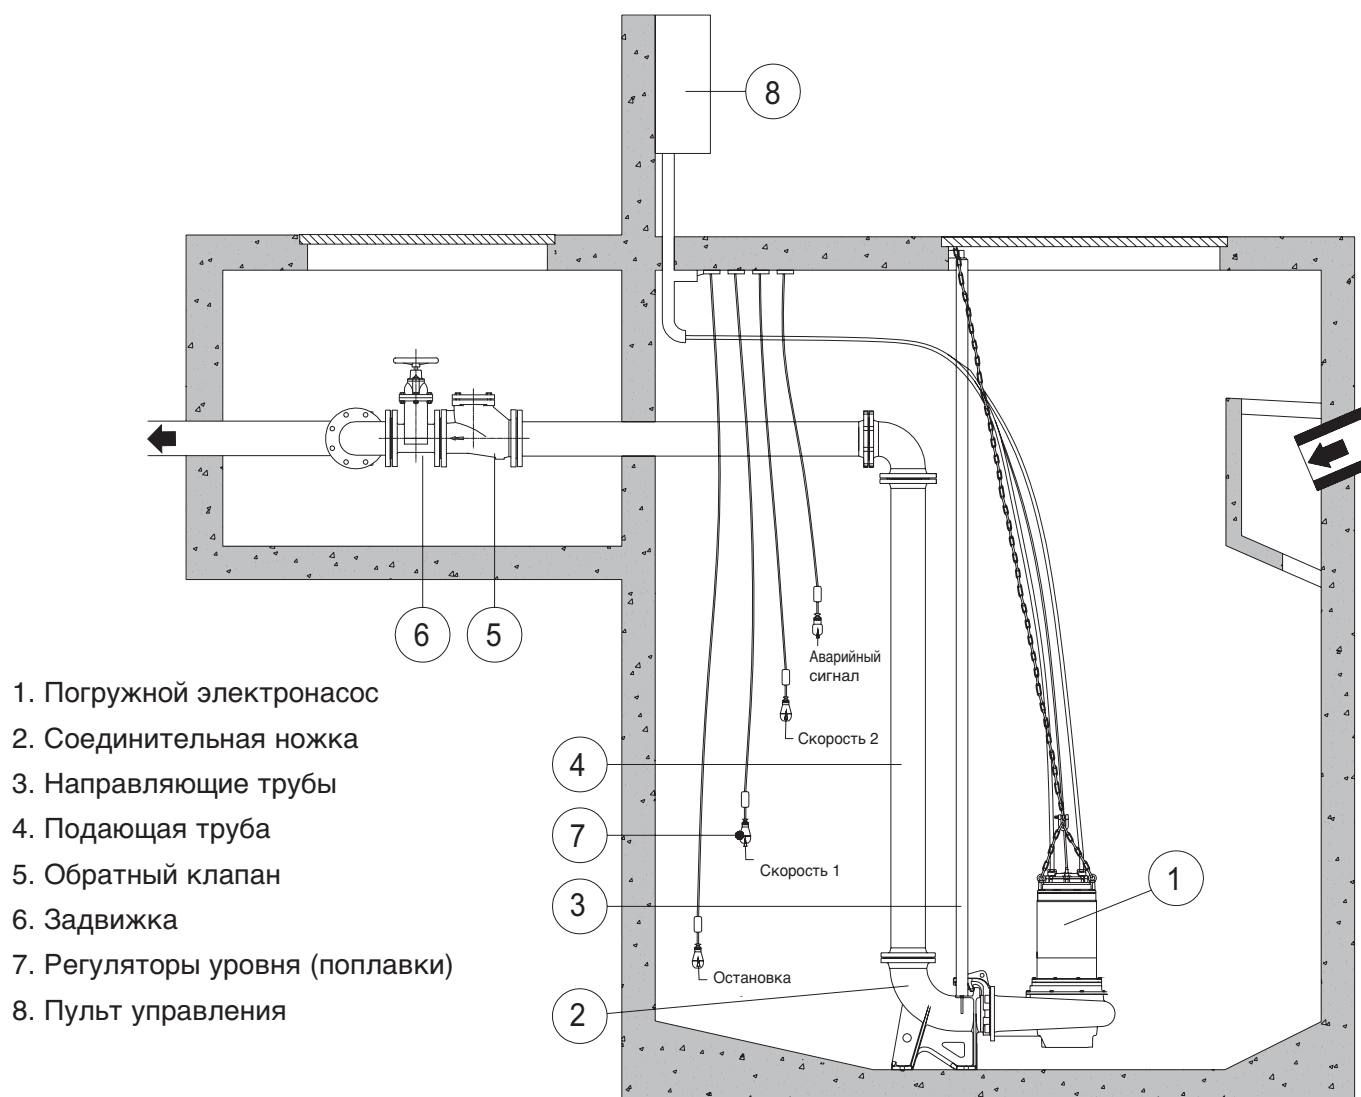 8
6
5
Аварийный
сигнал
Скорость 2
4
7
Скорость 1
1
3
Остановка
2
1. Погружной электронасос
2. Соединительная ножка
3. Направляющие трубы
4. Подающая труба
5. Обратный клапан
6. Задвижка
7. Регуляторы уровня (поплавки)
8. Пульт управления